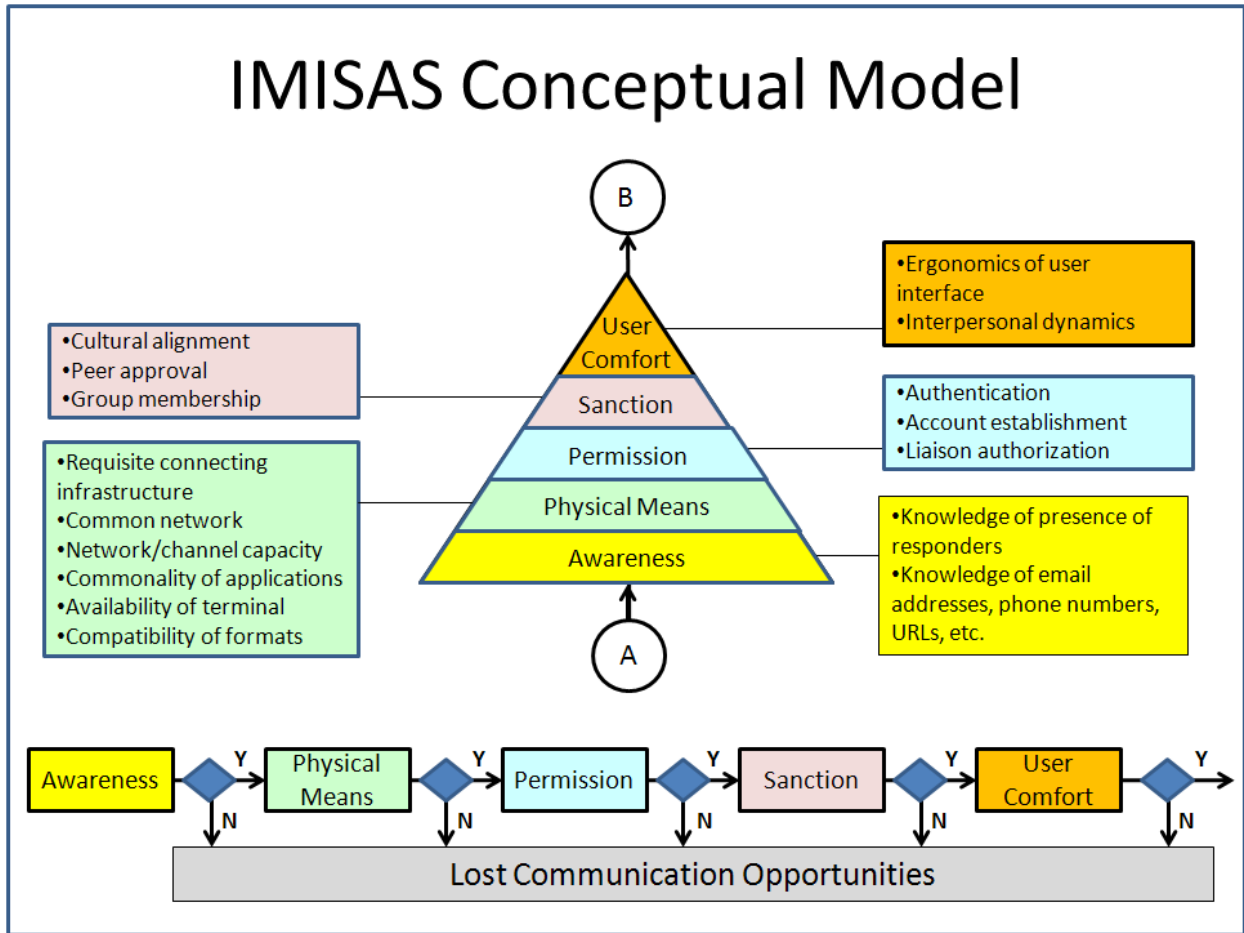 IMISAS Conceptual Model
B
•Ergonomics of user
interface
•Interpersonal dynamics
User
Comfort
•Cultural alignment
•Peer approval
•Group membership
Sanction
•Authentication
•Account establishment
•Liaison authorization
Permission
•Requisite connecting
infrastructure
•Common network
•Network/channel capacity
•Commonality of applications
•Availability of terminal
•Compatibility of formats
Physical Means
•Knowledge of presence of
responders
•Knowledge of email
addresses, phone numbers,
URLs, etc.
Awareness
A
Awareness
Y
N
Physical
Means
Y
N
Permission
Y
N
Sanction
Y
N
User
Comfort
Y
N
Lost Communication Opportunities